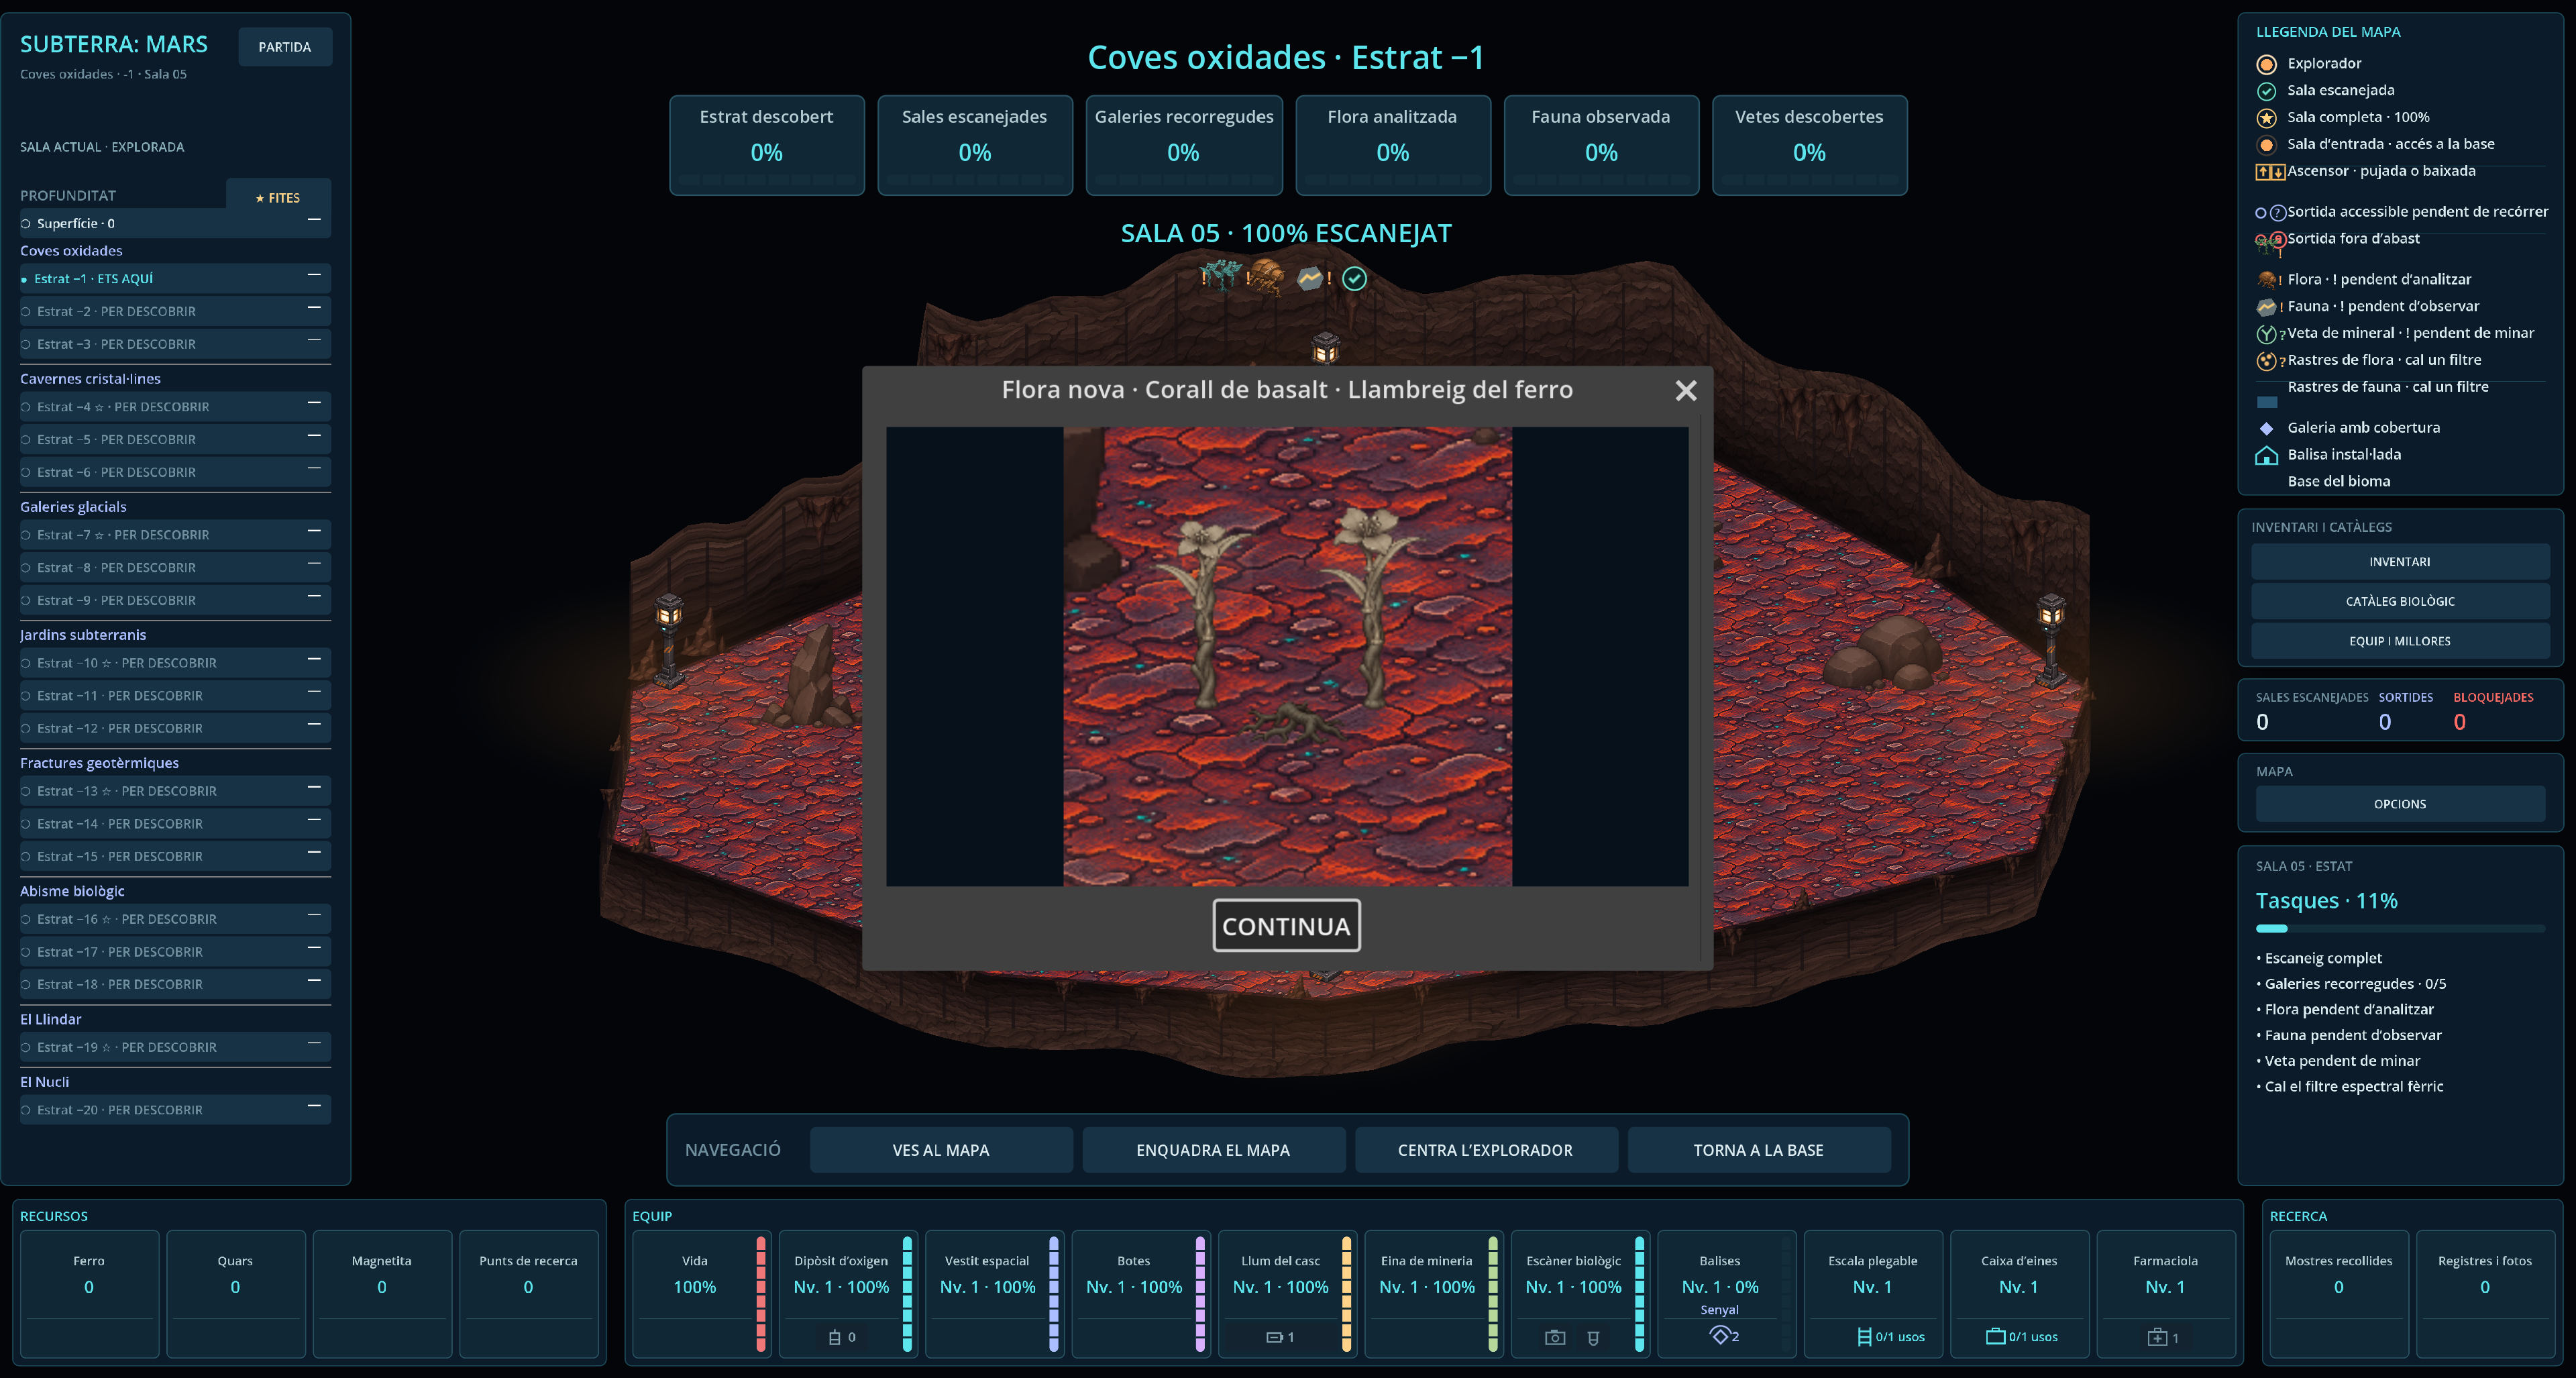 SUBTERRA: MARS
PARTIDA
Coves oxidades · -1 · Sala 05
SALA ACTUAL · EXPLORADA
PROFUNDITAT
★ FITES
Superfície · 0 —
Coves oxidades
Estrat −1 · ETS AQUÍ —
Estrat −2 · PER DESCOBRIR —
Estrat −3 · PER DESCOBRIR —
Cavernes cristal·lines
Estrat −4 ☆ · PER DESCOBRIR —
Estrat −5 · PER DESCOBRIR —
Estrat −6 · PER DESCOBRIR —
Galeries glacials
Estrat −7 ☆ · PER DESCOBRIR —
Estrat −8 · PER DESCOBRIR —
Estrat −9 · PER DESCOBRIR —
Jardins subterranis
Estrat −10 ☆ · PER DESCOBRIR —
Estrat −11 · PER DESCOBRIR —
Estrat −12 · PER DESCOBRIR —
Fractures geotèrmiques
Estrat −13 ☆ · PER DESCOBRIR —
Estrat −14 · PER DESCOBRIR —
Estrat −15 · PER DESCOBRIR —
Abisme biològic
Estrat −16 ☆ · PER DESCOBRIR —
Estrat −17 · PER DESCOBRIR —
Estrat −18 · PER DESCOBRIR —
El Llindar
Estrat −19 ☆ · PER DESCOBRIR —
El Nucli
Estrat −20 · PER DESCOBRIR —
Coves oxidades · Estrat −1
Estrat descobert
0%
Sales escanejades
0%
Galeries recorregudes
0%
Flora analitzada
0%
Fauna observada
0%
Vetes descobertes
0%
SALA 05 · 100% ESCANEJAT
! ! !
Flora nova · Corall de basalt · Llambreig del ferro
CONTINUA
NAVEGACIÓ
VES AL MAPA
ENQUADRA EL MAPA
CENTRA L’EXPLORADOR
TORNA A LA BASE
LLEGENDA DEL MAPA
Explorador
Sala escanejada
Sala completa · 100%
Sala d’entrada · accés a la base
Ascensor · pujada o baixada
? Sortida accessible pendent de recórrer
Sortida fora d’abast
!
! Flora · ! pendent d’analitzar
! Fauna · ! pendent d’observar
? Veta de mineral · ! pendent de minar
? Rastres de flora · cal un filtre
Rastres de fauna · cal un filtre
Galeria amb cobertura
Balisa instal·lada
Base del bioma
INVENTARI I CATÀLEGS
INVENTARI
CATÀLEG BIOLÒGIC
EQUIP I MILLORES
SALES ESCANEJADES SORTIDES BLOQUEJADES
0 0 0
MAPA
OPCIONS
SALA 05 · ESTAT
Tasques · 11%
• Escaneig complet
• Galeries recorregudes · 0/5
• Flora pendent d’analitzar
• Fauna pendent d’observar
• Veta pendent de minar
• Cal el filtre espectral fèrric
RECURSOS
Ferro
0
Quars
0
Magnetita
0
Punts de recerca
0
EQUIP
Vida
100%
Dipòsit d’oxigen
Nv. 1 · 100%
0
Vestit espacial
Nv. 1 · 100%
Botes
Nv. 1 · 100%
Llum del casc
Nv. 1 · 100%
1
Eina de mineria
Nv. 1 · 100%
Escàner biològic
Nv. 1 · 100%
Balises
Nv. 1 · 0%
Senyal
2
Escala plegable
Nv. 1
0/1 usos
Caixa d’eines
Nv. 1
0/1 usos
Farmaciola
Nv. 1
1
RECERCA
Mostres recollides
0
Registres i fotos
0